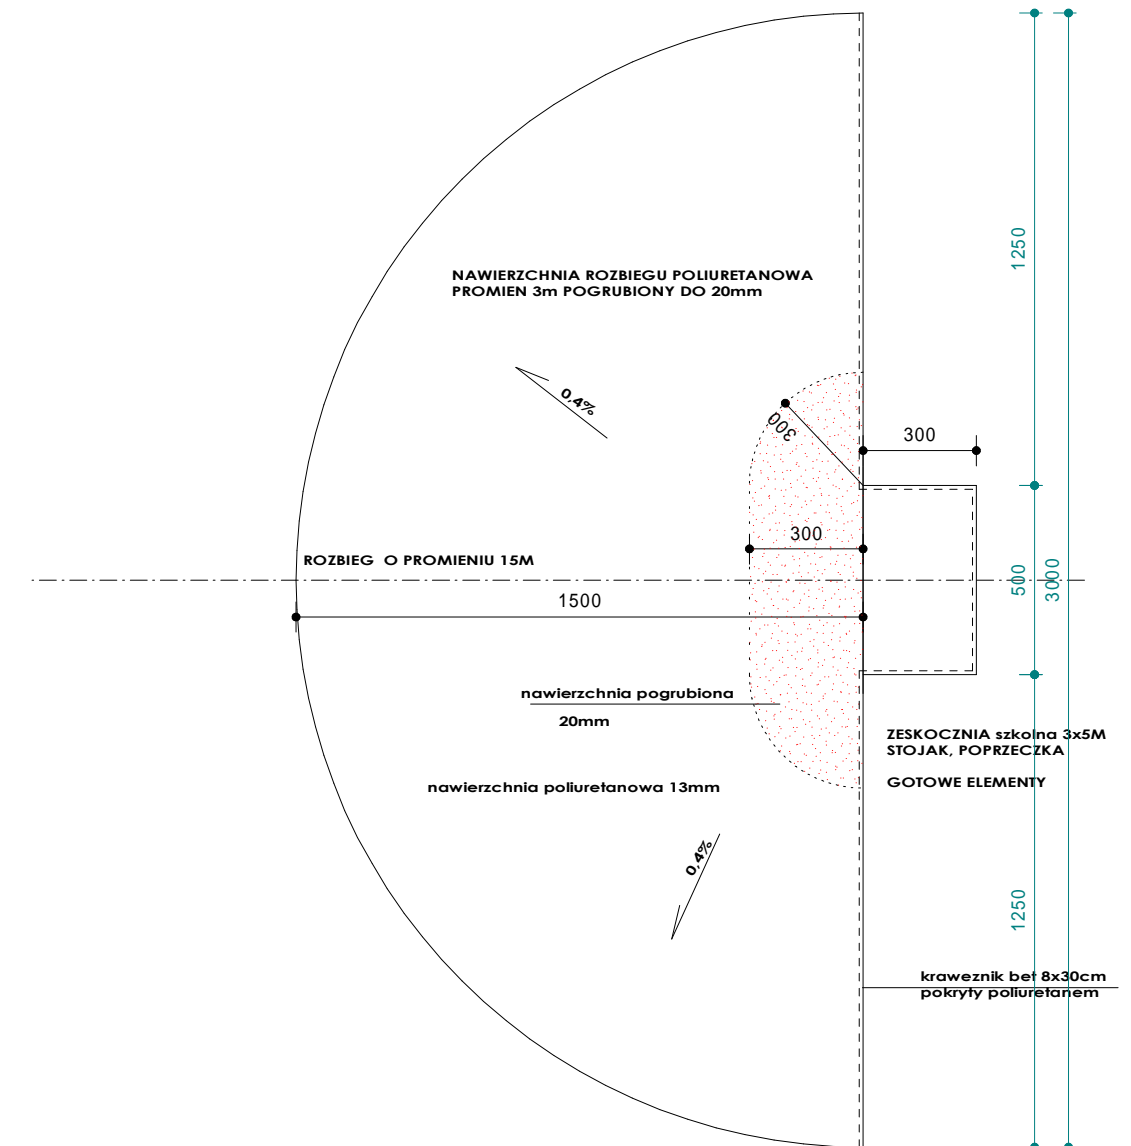 1250
NAWIERZCHNIA ROZBIEGU POLIURETANOWA
PROMIEN 3m POGRUBIONY DO 20mm
0,4%
300
300
300
ROZBIEG O PROMIENIU 15M
500
3000
1500
nawierzchnia pogrubiona
20mm
ZESKOCZNIA szkolna 3x5M
STOJAK, POPRZECZKA
GOTOWE ELEMENTY
nawierzchnia poliuretanowa 13mm
0,4%
1250
kraweznik bet 8x30cm
pokryty poliuretanem